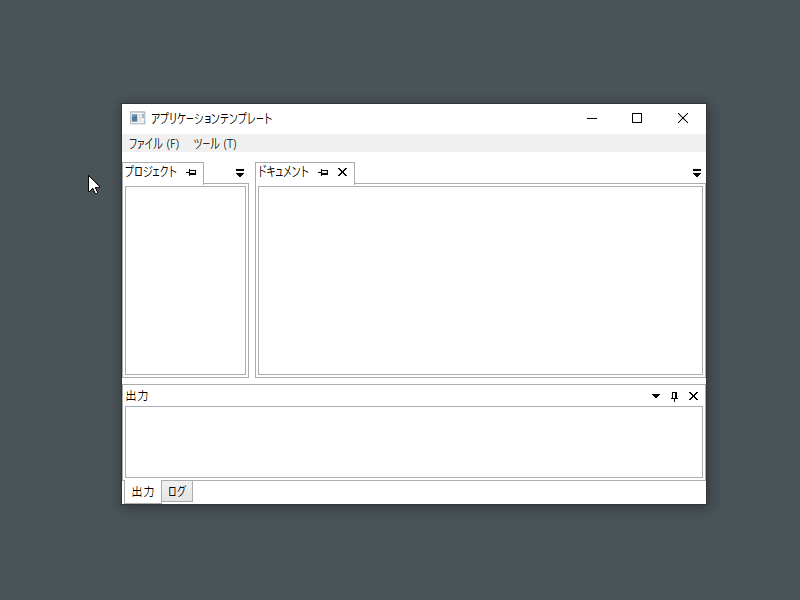 アプリケーションテンプレート
ファイル (F) ツール (T)
プロジェクト
ドキュメント
出力
出力 ログ